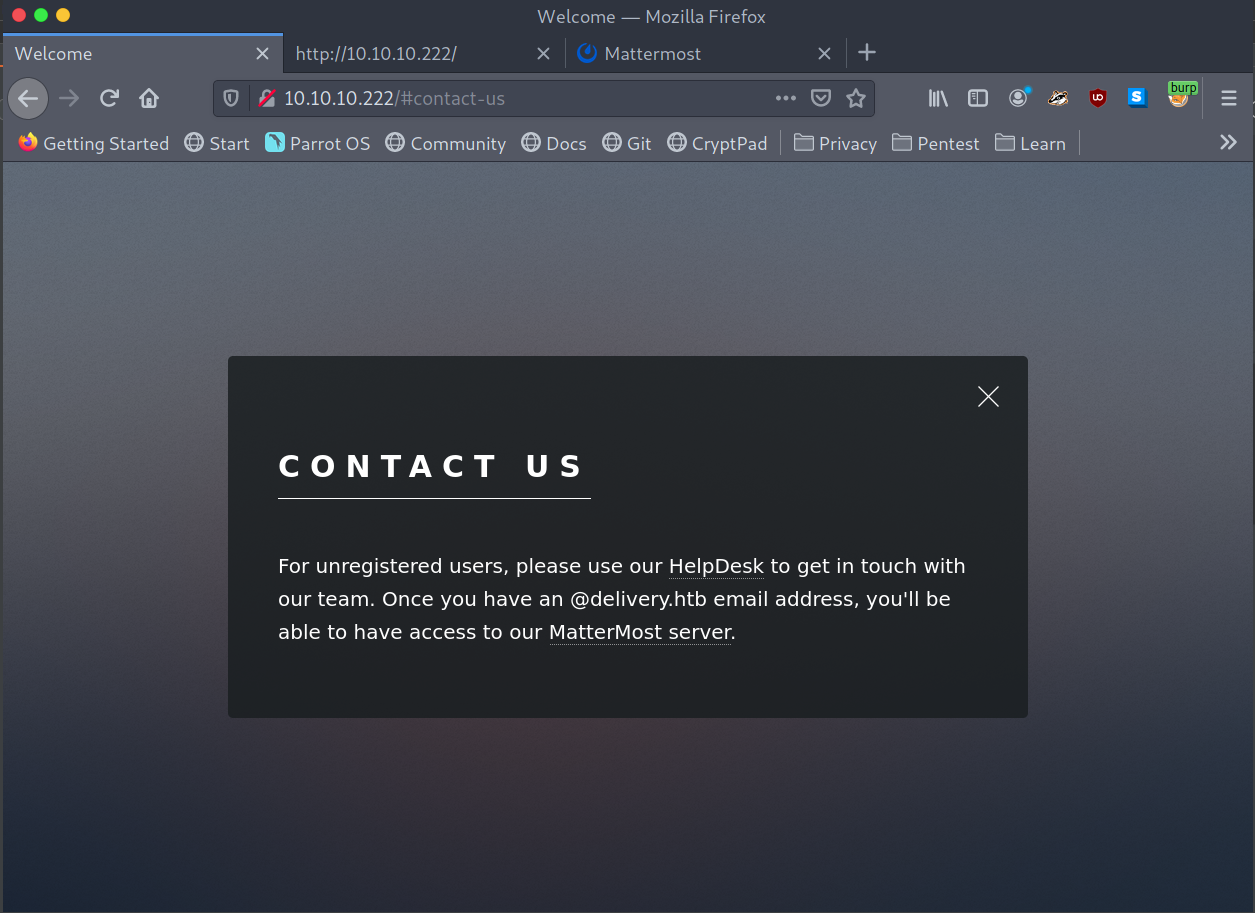 Welcome — Mozilla Firefox
Welcome http://10.10.10.222/ Mattermost
10.10.10.222/#contact-us S burp
Getting Started Start Parrot OS Community Docs Git CryptPad Privacy Pentest Learn
CONTACT US
For unregistered users, please use our HelpDesk to get in touch with
our team. Once you have an @delivery.htb email address, you'll be
able to have access to our MatterMost server.